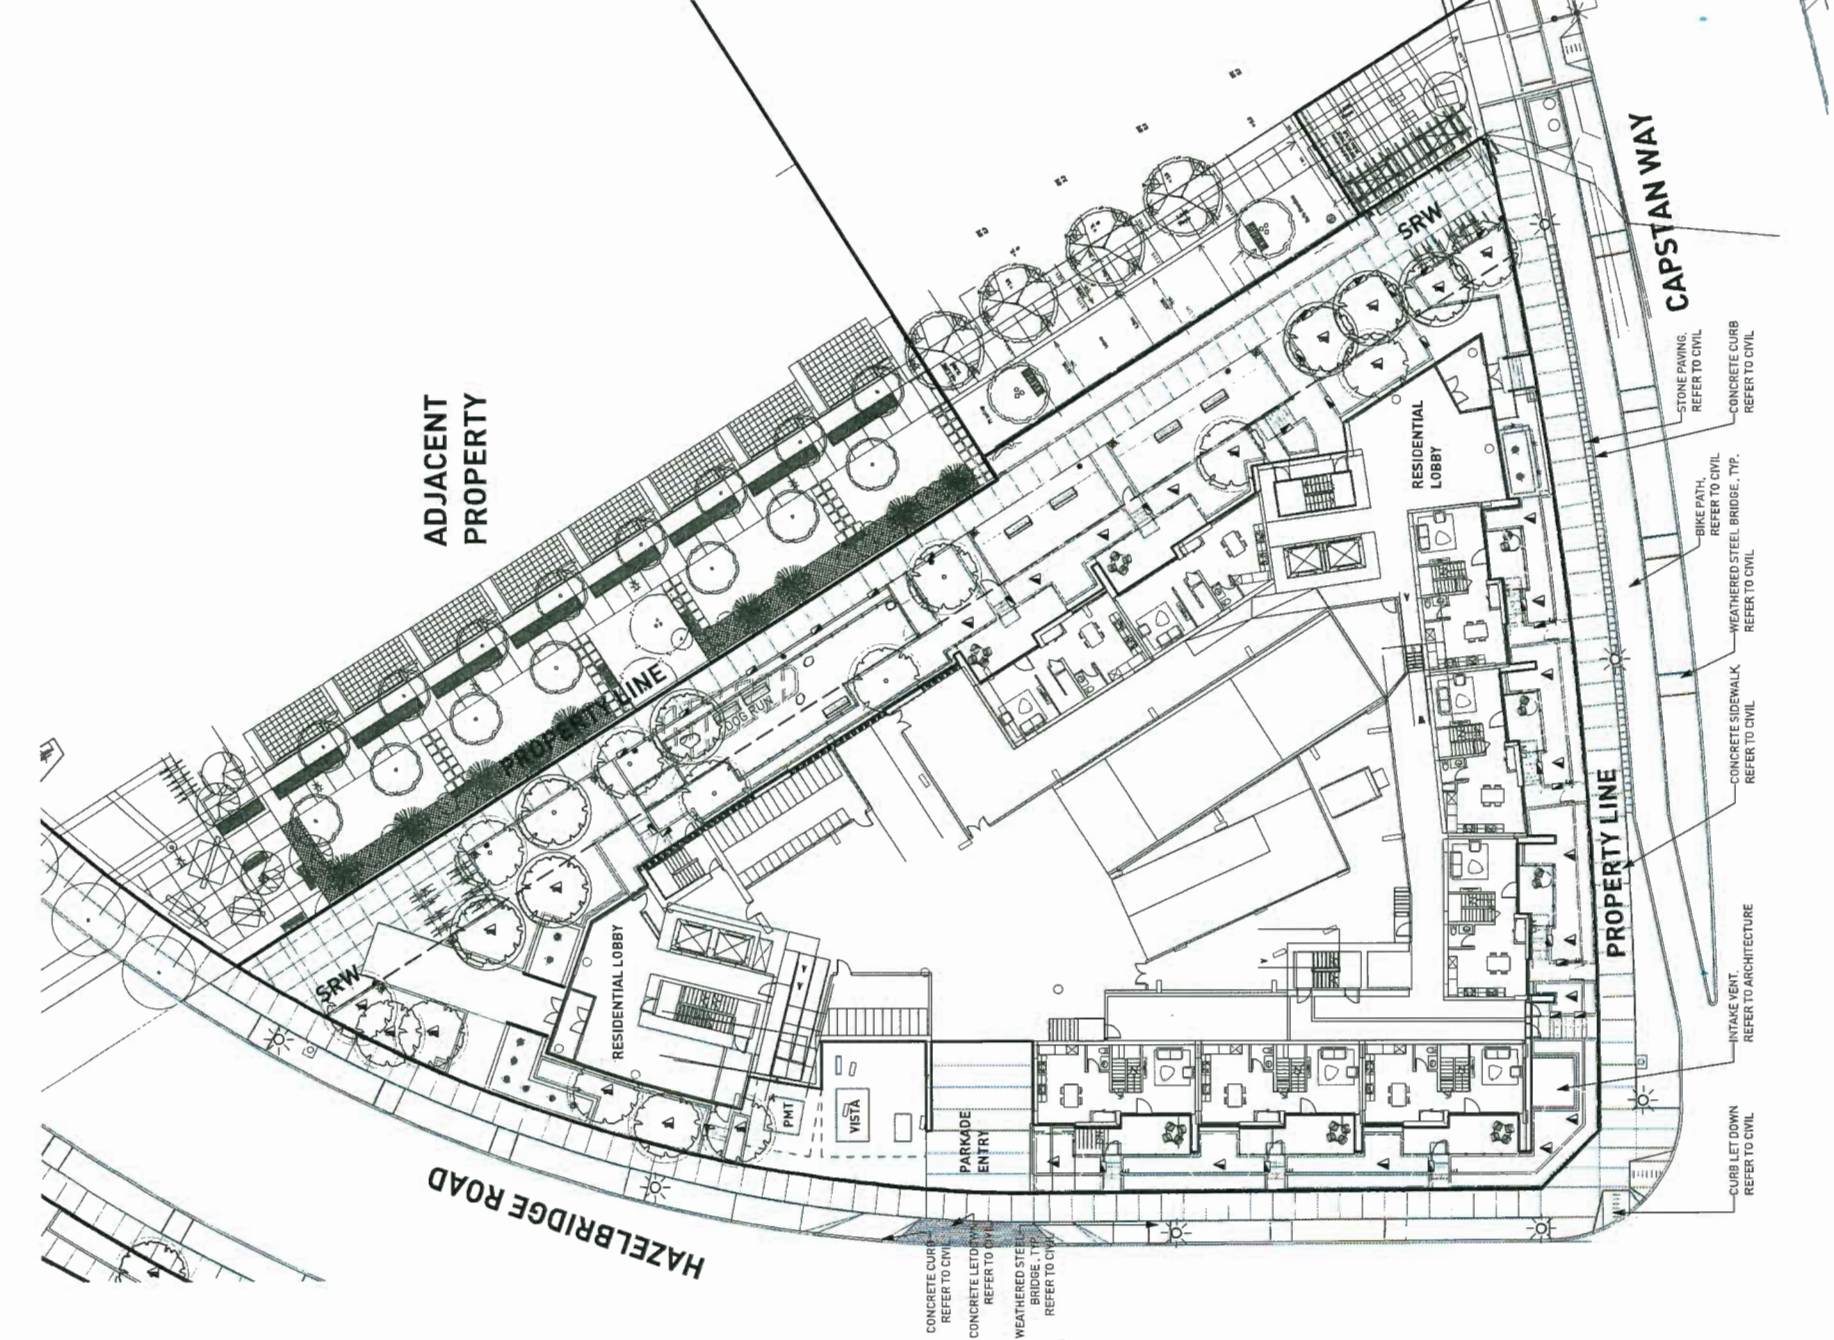 ADJACENT
PROPERTY
CAPSTAN WAY
SRW
STONE PAVING,
REFER TO CIVIL
CONCRETE CURB
REFER TO CIVIL
RESIDENTIAL
LOBBY
BIKE PATH,
REFER TO CIVIL
WEATHERED STEEL BRIDGE, TYP.
REFER TO CIVIL
PROPERTY LINE
DOG RUN
CONCRETE SIDEWALK
REFER TO CIVIL
PROPERTY LINE
RESIDENTIAL LOBBY
SRW
INTAKE VENT,
REFER TO ARCHITECTURE
PMT
VISTA
PARKADE
ENTRY
CURB LET DOWN
REFER TO CIVIL
HAZELBRIDGE ROAD
CONCRETE CURB
REFER TO CIVIL
CONCRETE LETDOWN
REFER TO CIVIL
WEATHERED STEEL
BRIDGE, TYP.
REFER TO CIVIL